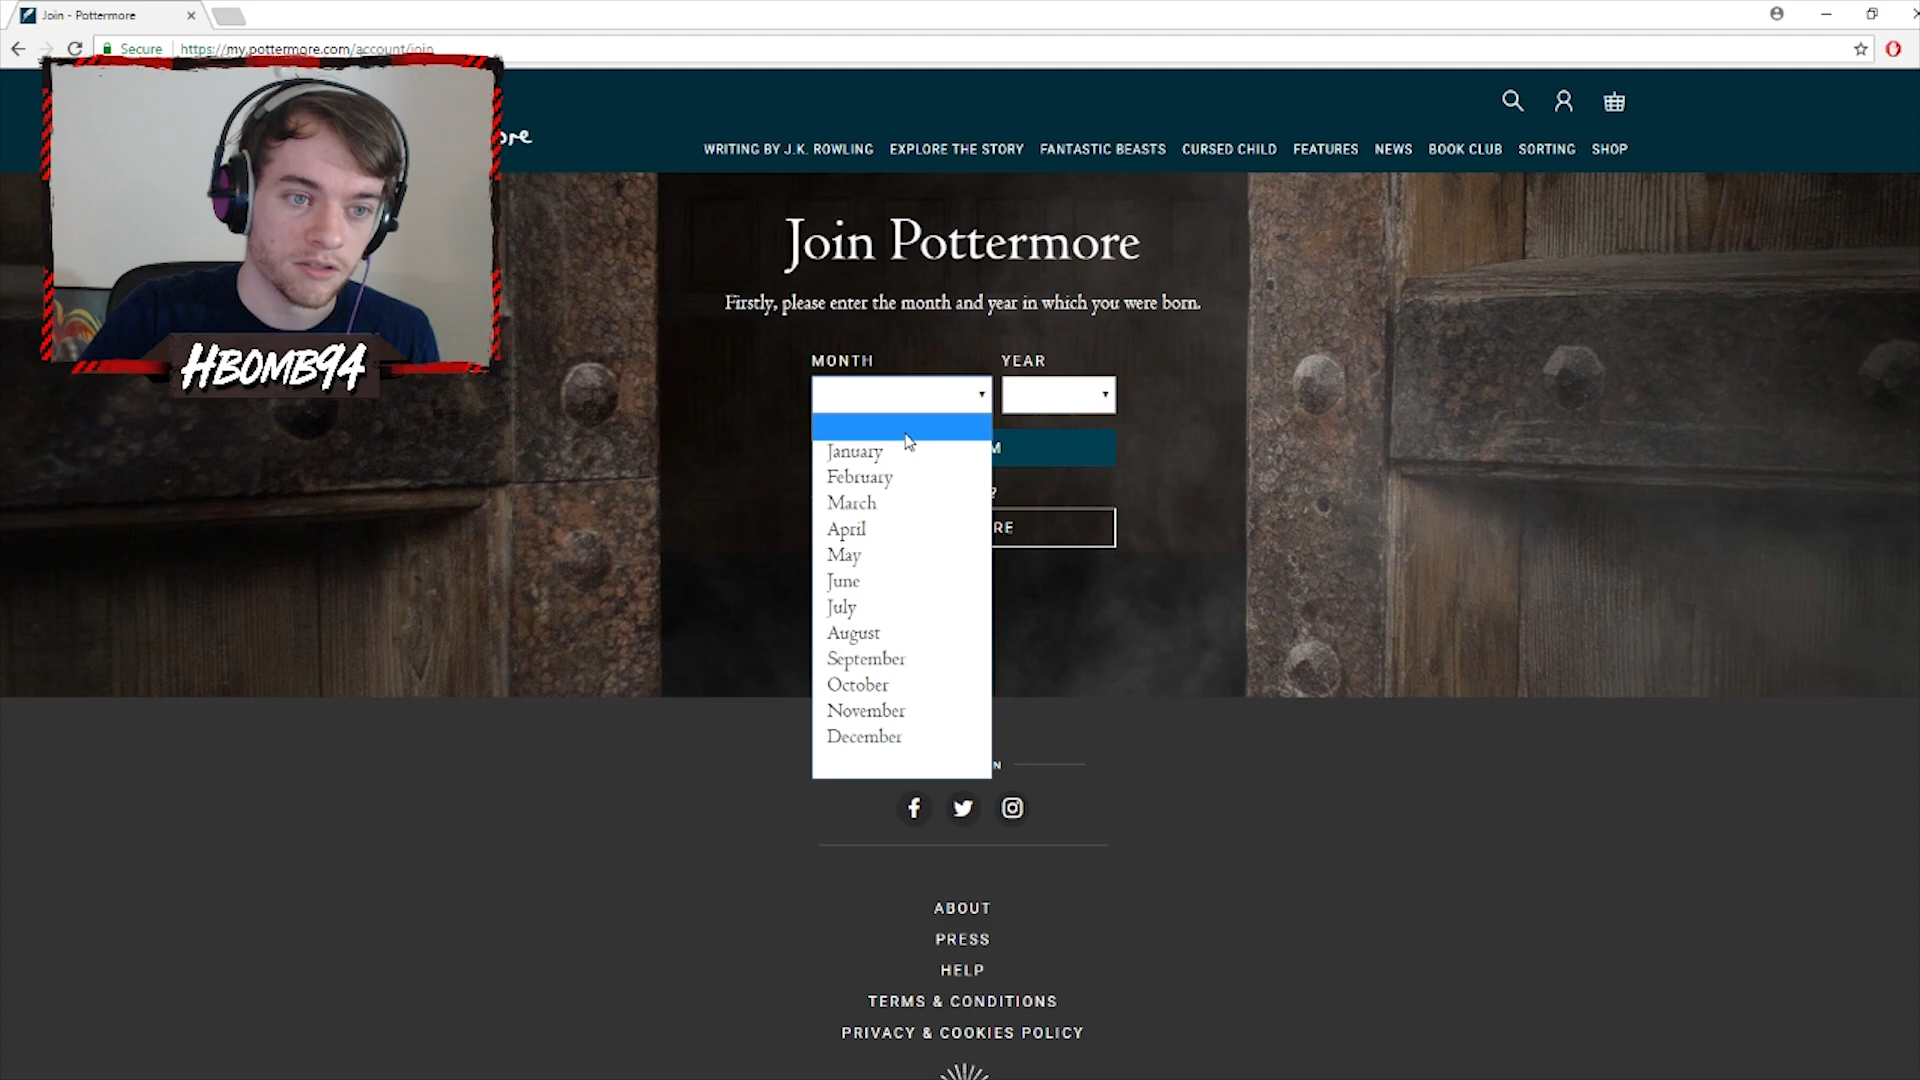 Join - Pottermore
Secure https://my.pottermore.com/account/join
ore
WRITING BY J.K. ROWLING EXPLORE THE STORY FANTASTIC BEASTS CURSED CHILD FEATURES NEWS BOOK CLUB SORTING SHOP
Join Pottermore
Firstly, please enter the month and year in which you were born.
HBOMB94
MONTH YEAR
January
February
March
April
May
June
July
August
September
October
November
December
M
?
RE
N
ABOUT
PRESS
HELP
TERMS & CONDITIONS
PRIVACY & COOKIES POLICY